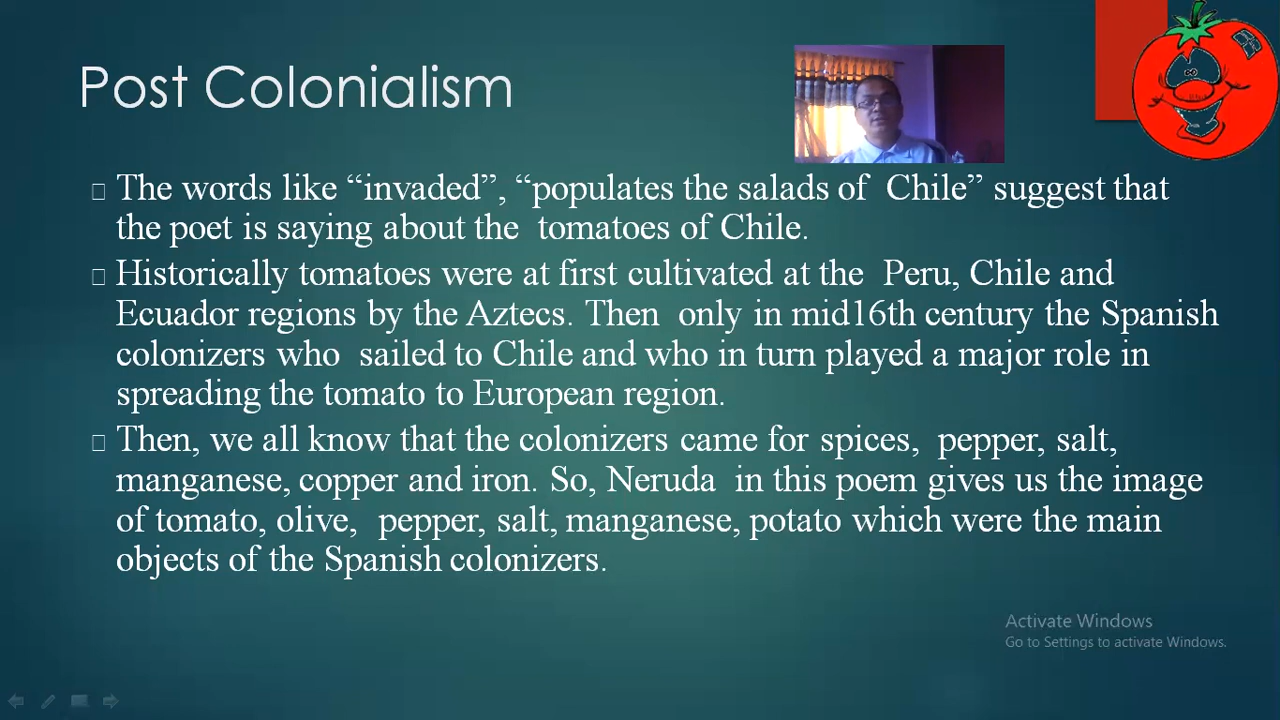 Post Colonialism
The words like “invaded”, “populates the salads of Chile” suggest that
the poet is saying about the tomatoes of Chile.
Historically tomatoes were at first cultivated at the Peru, Chile and
Ecuador regions by the Aztecs. Then only in mid16th century the Spanish
colonizers who sailed to Chile and who in turn played a major role in
spreading the tomato to European region.
Then, we all know that the colonizers came for spices, pepper, salt,
manganese, copper and iron. So, Neruda in this poem gives us the image
of tomato, olive, pepper, salt, manganese, potato which were the main
objects of the Spanish colonizers.
Activate Windows
Go to Settings to activate Windows.